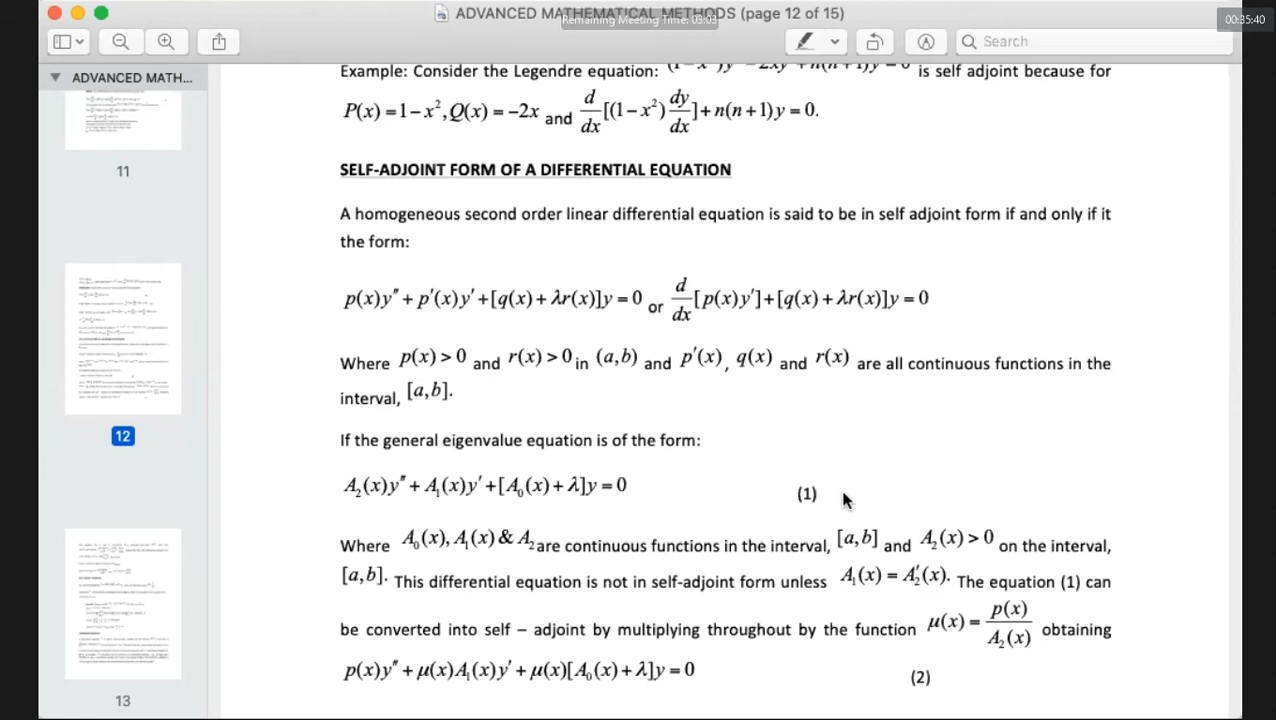 ADVANCED MATHEMATICAL METHODS (page 12 of 15)
Remaining Meeting Time: 03:03
00:35:40
Search
ADVANCED MATH...
11
12
13
Example: Consider the Legendre equation: (1−x²)y″−2xy′+n(n+1)y=0 is self adjoint because for
P(x)=1−x²,Q(x)=−2x and d/dx[(1−x²)dy/dx]+n(n+1)y=0.
SELF-ADJOINT FORM OF A DIFFERENTIAL EQUATION
A homogeneous second order linear differential equation is said to be in self adjoint form if and only if it
the form:
p(x)y″+p′(x)y′+[q(x)+λr(x)]y=0 or d/dx[p(x)y′]+[q(x)+λr(x)]y=0
Where p(x)>0 and r(x)>0 in (a,b) and p′(x), q(x) and r(x) are all continuous functions in the
interval, [a,b].
If the general eigenvalue equation is of the form:
A₂(x)y″+A₁(x)y′+[A₀(x)+λ]y=0 (1)
Where A₀(x),A₁(x)&A₂ are continuous functions in the interval, [a,b] and A₂(x)>0 on the interval,
[a,b]. This differential equation is not in self-adjoint form unless A₁(x)=A₂′(x). The equation (1) can
be converted into self –adjoint by multiplying throughout by the function μ(x)=p(x)/A₂(x) obtaining
p(x)y″+μ(x)A₁(x)y′+μ(x)[A₀(x)+λ]y=0 (2)